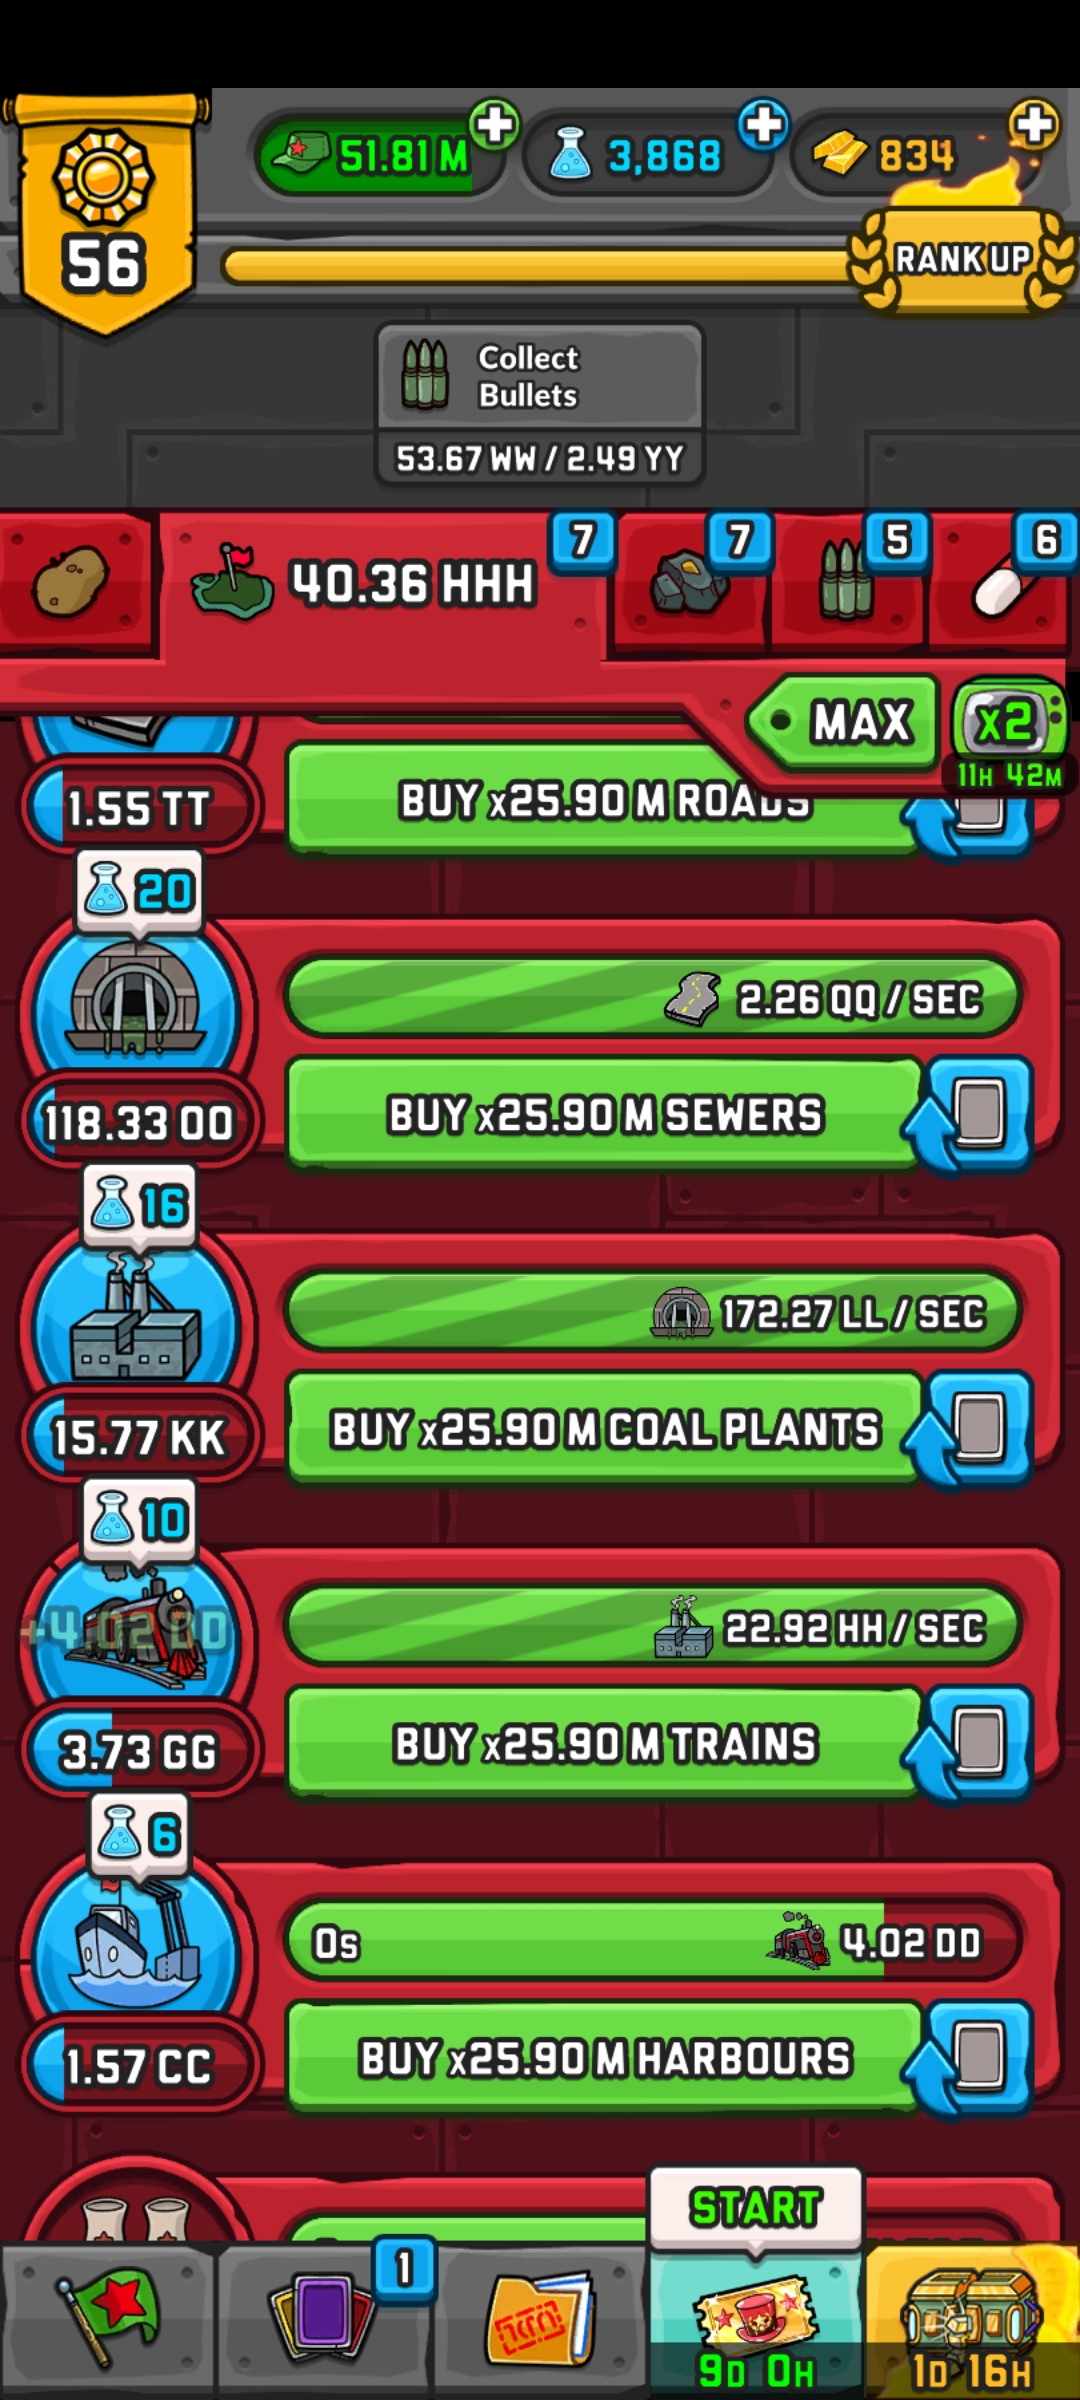 51.81 M
3,868
834
56
RANK UP
Collect
Bullets
53.67 WW / 2.49 YY
40.36 HHH
7
7
5
6
MAX
x2
11H 42M
1.55 TT
BUY x25.90 M ROADS
20
2.26 QQ / SEC
118.33 OO
BUY x25.90 M SEWERS
16
172.27 LL / SEC
15.77 KK
BUY x25.90 M COAL PLANTS
10
+4.02 DD
22.92 HH / SEC
3.73 GG
BUY x25.90 M TRAINS
6
0s
4.02 DD
1.57 CC
BUY x25.90 M HARBOURS
START
1
9D 0H
1D 16H